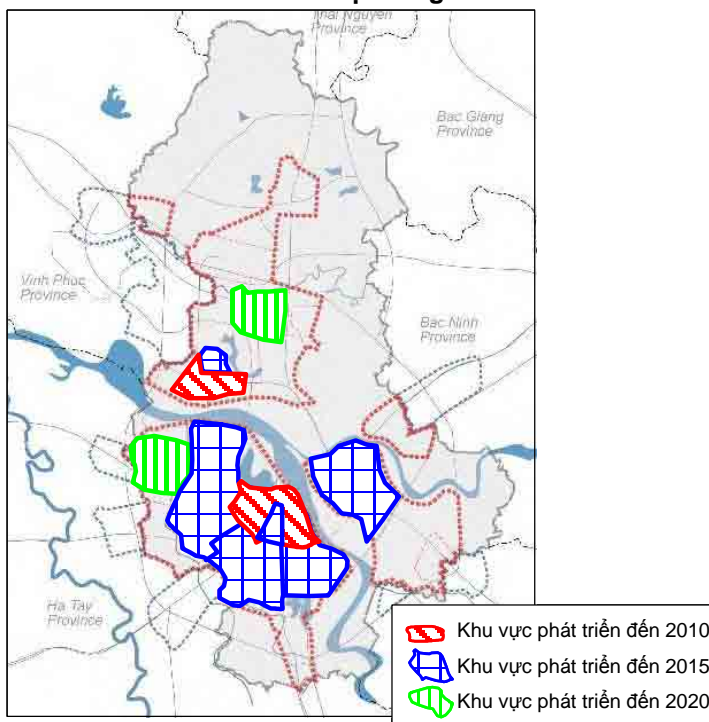 Thai Nguyen
Province
Bac Giang
Province
Vinh Phuc
Province
Bac Ninh
Province
Ha Tay
Province
Khu vực phát triển đến 2010
Khu vực phát triển đến 2015
Khu vực phát triển đến 2020